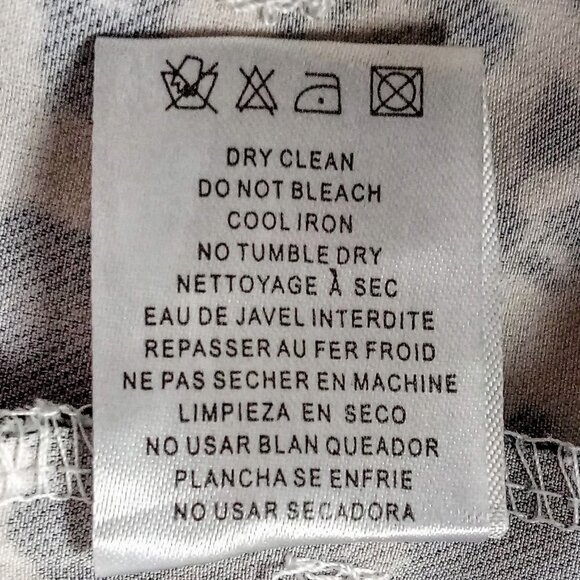 DRY CLEAN
DO NOT BLEACH
COOL IRON
NO TUMBLE DRY
NETTOYAGE À SEC
EAU DE JAVEL INTERDITE
REPASSER AU FER FROID
NE PAS SECHER EN MACHINE
LIMPIEZA EN SECO
NO USAR BLAN QUEADOR
PLANCHA SE ENFRIE
NO USAR SECADORA